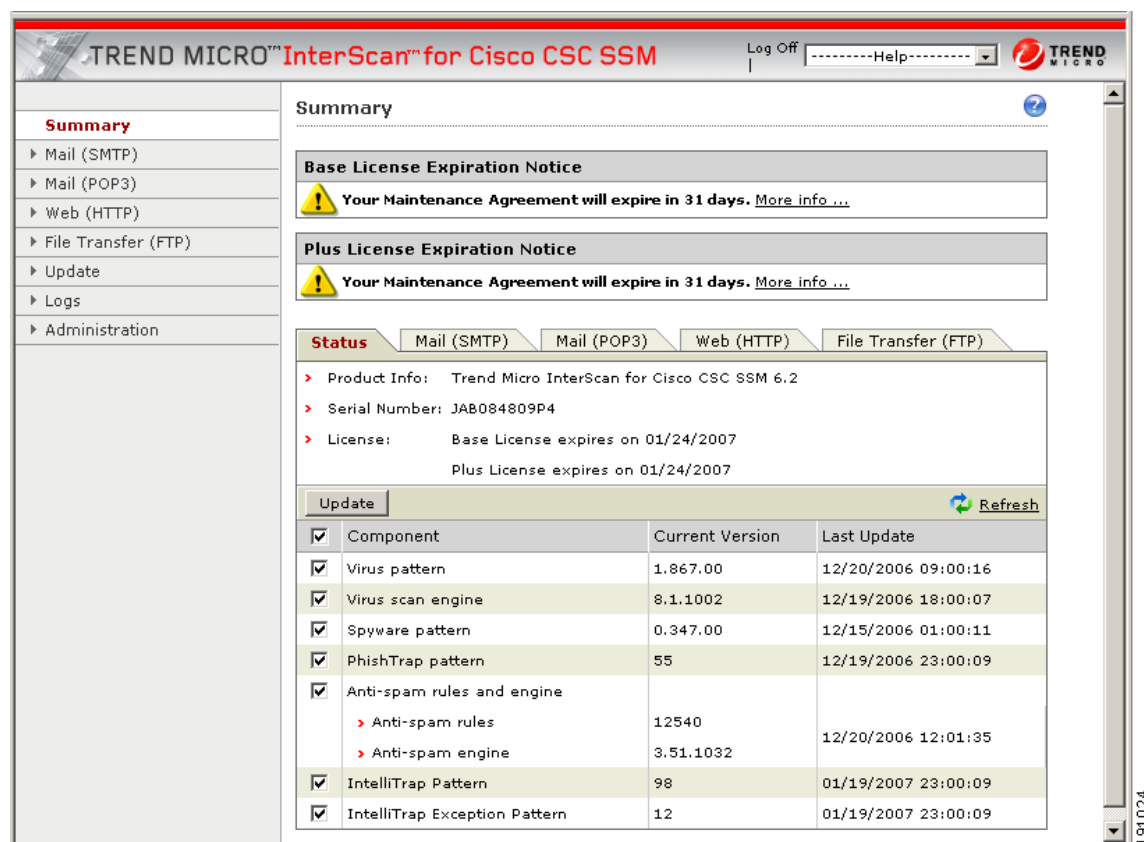 TREND MICRO™ InterScan™ for Cisco CSC SSM
Log Off
|
---------Help---------
TREND
MICRO
Summary
Mail (SMTP)
Mail (POP3)
Web (HTTP)
File Transfer (FTP)
Update
Logs
Administration
Summary
?
Base License Expiration Notice
Your Maintenance Agreement will expire in 31 days. More info ...
Plus License Expiration Notice
Your Maintenance Agreement will expire in 31 days. More info ...
Status Mail (SMTP) Mail (POP3) Web (HTTP) File Transfer (FTP)
Product Info: Trend Micro InterScan for Cisco CSC SSM 6.2
Serial Number: JAB084809P4
License: Base License expires on 01/24/2007
Plus License expires on 01/24/2007
Update Refresh
Component Current Version Last Update
Virus pattern 1.867.00 12/20/2006 09:00:16
Virus scan engine 8.1.1002 12/19/2006 18:00:07
Spyware pattern 0.347.00 12/15/2006 01:00:11
PhishTrap pattern 55 12/19/2006 23:00:09
Anti-spam rules and engine
Anti-spam rules 12540
12/20/2006 12:01:35
Anti-spam engine 3.51.1032
IntelliTrap Pattern 98 01/19/2007 23:00:09
IntelliTrap Exception Pattern 12 01/19/2007 23:00:09
191024